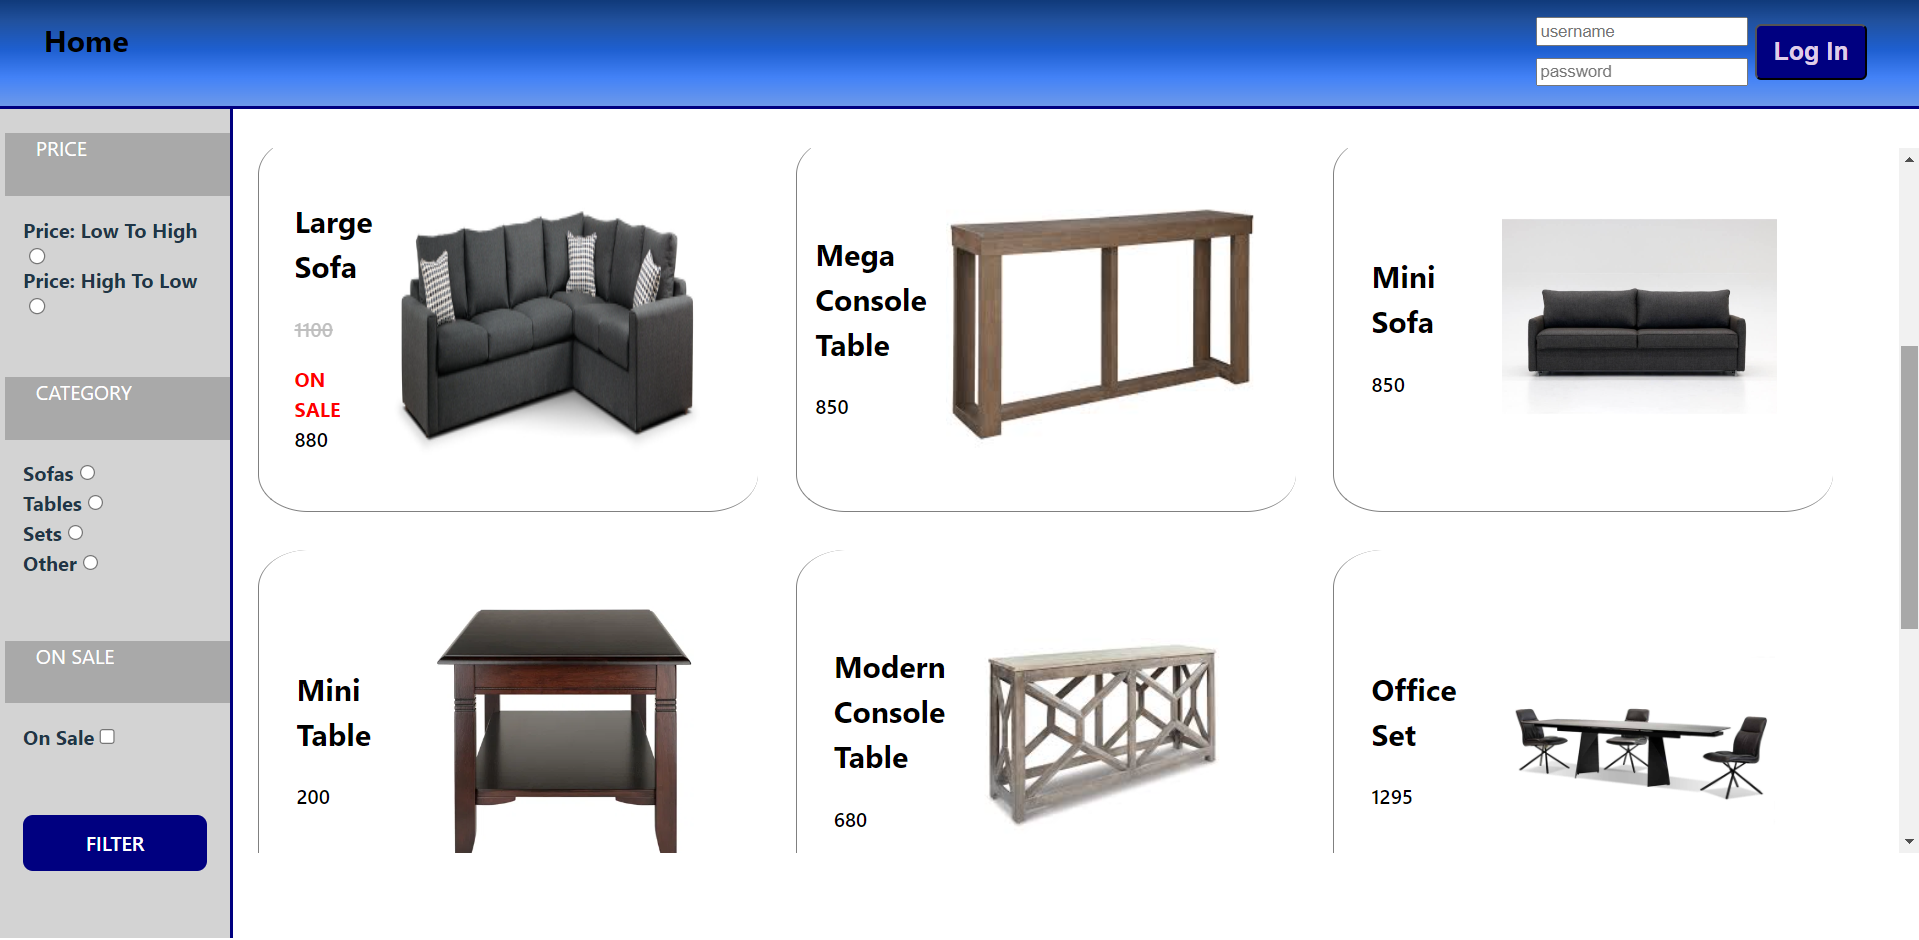 Home
username
password
Log In
PRICE
Price: Low To High
Price: High To Low
CATEGORY
Sofas
Tables
Sets
Other
ON SALE
On Sale
FILTER
Large
Sofa
1100
ON
SALE
880
Mega
Console
Table
850
Mini
Sofa
850
Mini
Table
200
Modern
Console
Table
680
Office
Set
1295